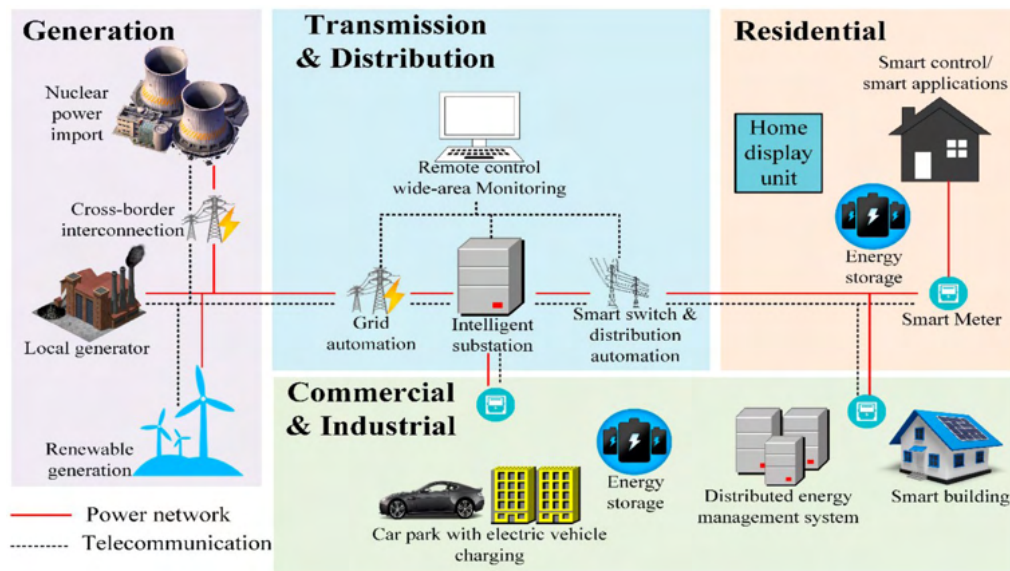 Generation
Nuclear
power
import
Cross-border
interconnection
Local generator
Renewable
generation
Power network
Telecommunication
Transmission
& Distribution
Remote control
wide-area Monitoring
Grid
automation
Intelligent
substation
Smart switch &
distribution
automation
Residential
Smart control/
smart applications
Home
display
unit
Energy
storage
Smart Meter
Commercial
& Industrial
Car park with electric vehicle
charging
Energy
storage
Distributed energy
management system
Smart building